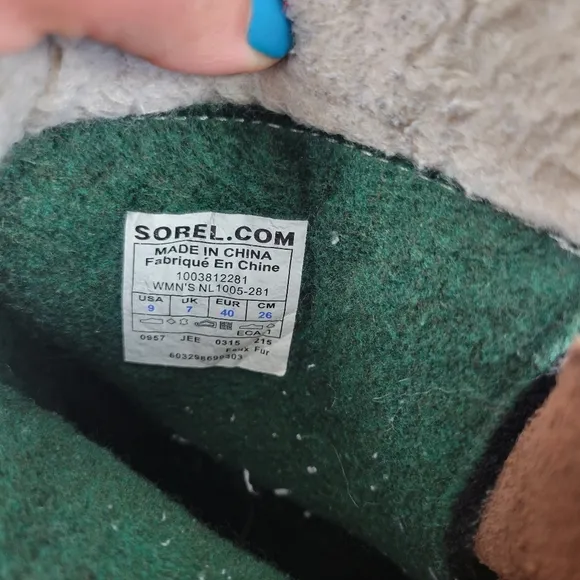 SOREL.COM
MADE IN CHINA
Fabriqué En Chine
1003812281
WMN'S NL1005-281
USA UK EUR CM
9 7 40 26
ECA 1
0957 JEE 0315 215
Faux Fur